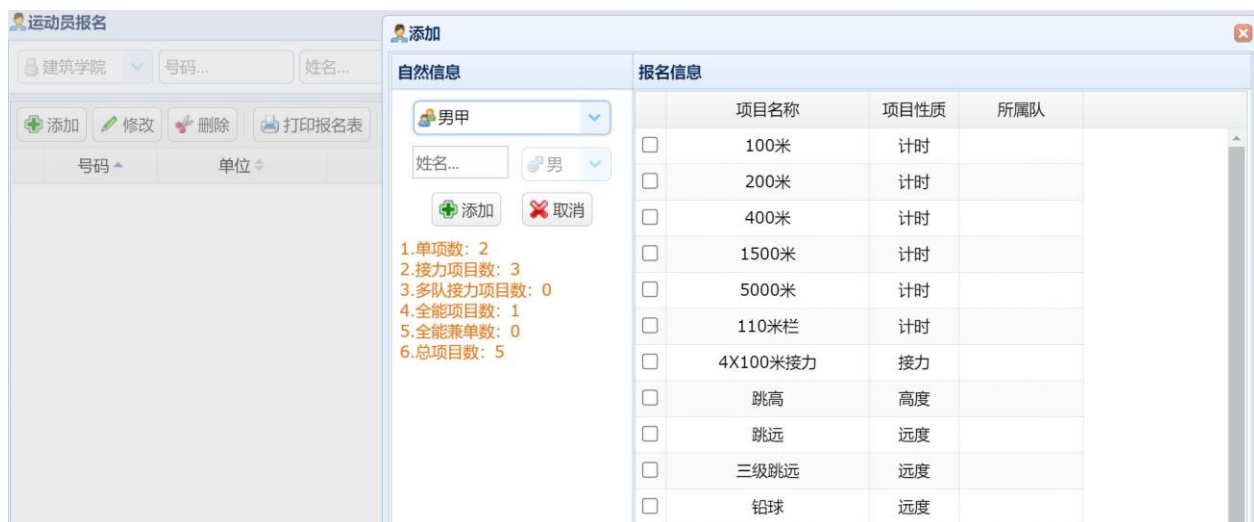 运动员报名
建筑学院
号码...
姓名...
添加
修改
删除
打印报名表
号码
单位
添加
自然信息
男甲
姓名...
男
添加
取消
1.单项数：2
2.接力项目数：3
3.多队接力项目数：0
4.全能项目数：1
5.全能兼单数：0
6.总项目数：5
报名信息
项目名称 项目性质 所属队
100米 计时
200米 计时
400米 计时
1500米 计时
5000米 计时
110米栏 计时
4X100米接力 接力
跳高 高度
跳远 远度
三级跳远 远度
铅球 远度